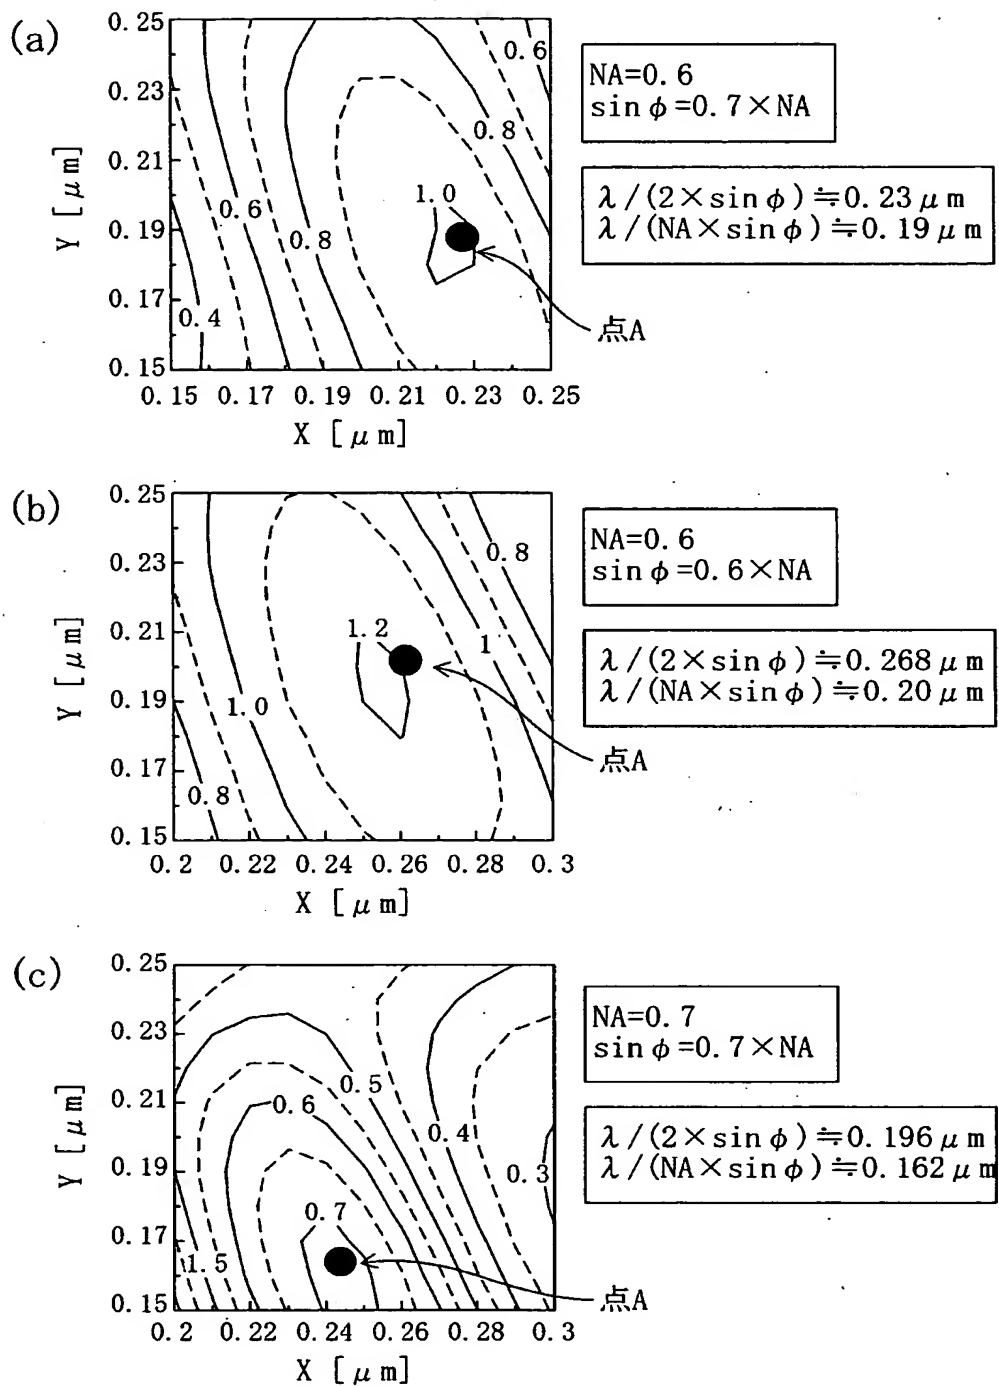 (a)
0.25
0.23
0.21
0.19
0.17
0.15
Y [μm]
0.6
0.8
1.0
0.6
0.8
0.4
0.15 0.17 0.19 0.21 0.23 0.25
X [μm]
NA=0.6
sinφ=0.7×NA
λ/(2×sinφ)≒0.23μm
λ/(NA×sinφ)≒0.19μm
点A
(b)
0.25
0.23
0.21
0.19
0.17
0.15
Y [μm]
0.8
1.2
1
1.0
0.8
0.2 0.22 0.24 0.26 0.28 0.3
X [μm]
NA=0.6
sinφ=0.6×NA
λ/(2×sinφ)≒0.268μm
λ/(NA×sinφ)≒0.20μm
点A
(c)
0.25
0.23
0.21
0.19
0.17
0.15
Y [μm]
0.5
0.6
0.4
0.3
0.7
1.5
0.2 0.22 0.24 0.26 0.28 0.3
X [μm]
NA=0.7
sinφ=0.7×NA
λ/(2×sinφ)≒0.196μm
λ/(NA×sinφ)≒0.162μm
点A